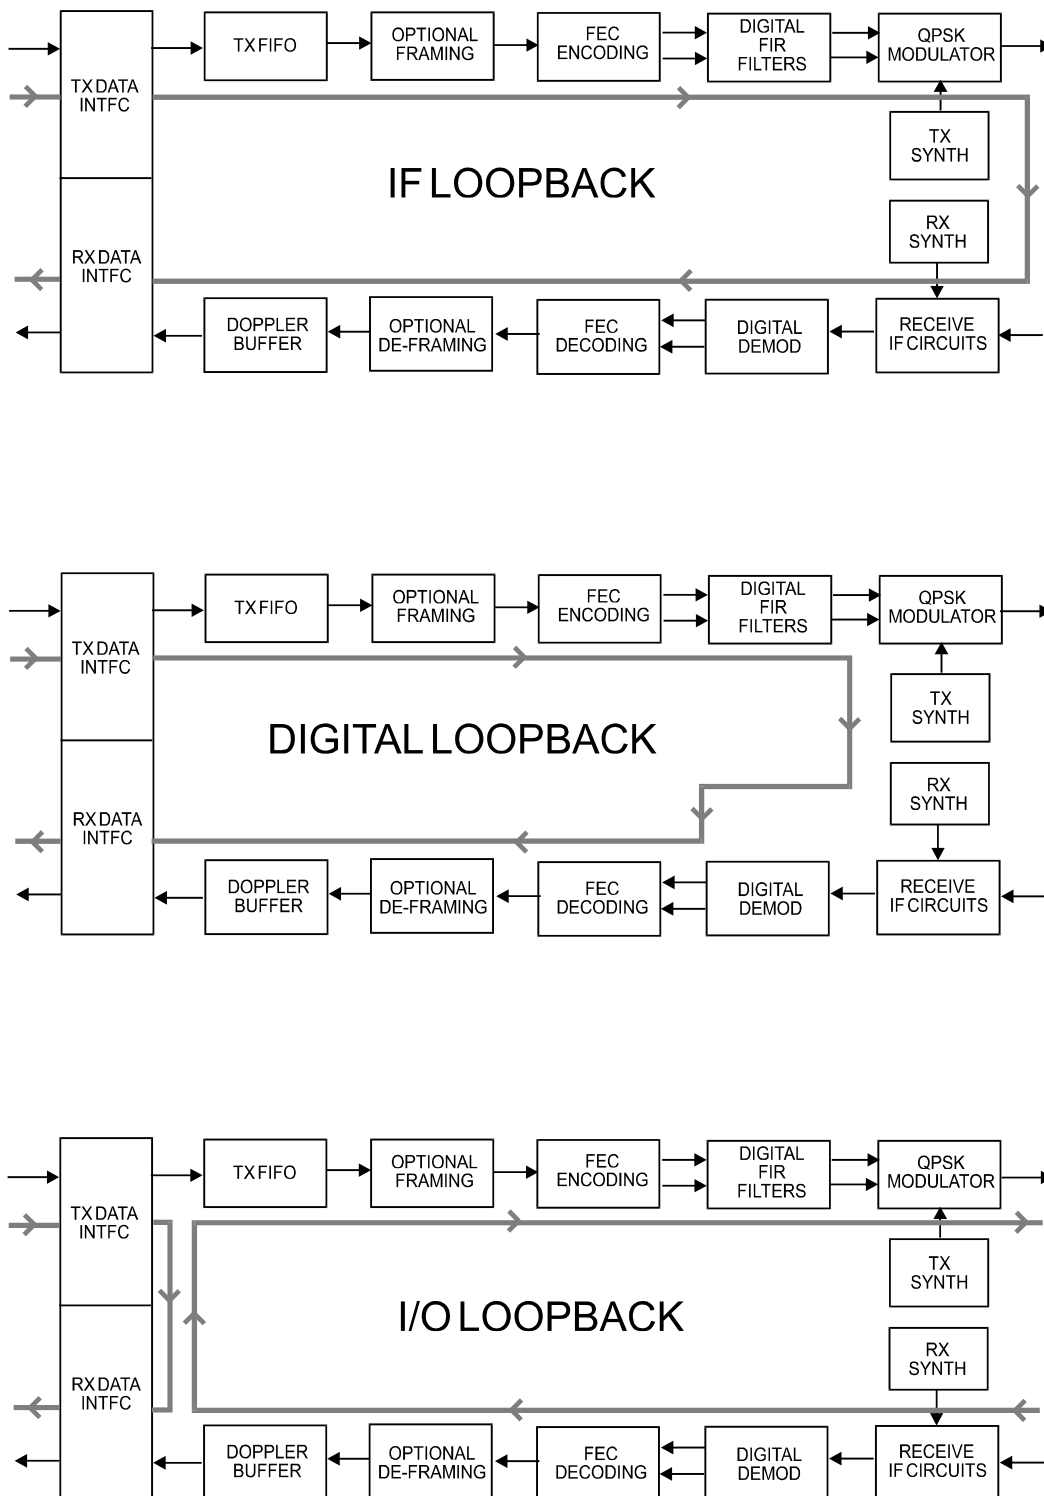 TX FIFO
OPTIONAL
FRAMING
FEC
ENCODING
DIGITAL
FIR
FILTERS
QPSK
MODULATOR
TX DATA
INTFC
TX
SYNTH
IF LOOPBACK
RX
SYNTH
RX DATA
INTFC
DOPPLER
BUFFER
OPTIONAL
DE-FRAMING
FEC
DECODING
DIGITAL
DEMOD
RECEIVE
IF CIRCUITS
TX FIFO
OPTIONAL
FRAMING
FEC
ENCODING
DIGITAL
FIR
FILTERS
QPSK
MODULATOR
TX DATA
INTFC
TX
SYNTH
DIGITAL LOOPBACK
RX
SYNTH
RX DATA
INTFC
DOPPLER
BUFFER
OPTIONAL
DE-FRAMING
FEC
DECODING
DIGITAL
DEMOD
RECEIVE
IF CIRCUITS
TX FIFO
OPTIONAL
FRAMING
FEC
ENCODING
DIGITAL
FIR
FILTERS
QPSK
MODULATOR
TX DATA
INTFC
TX
SYNTH
I/O LOOPBACK
RX
SYNTH
RX DATA
INTFC
DOPPLER
BUFFER
OPTIONAL
DE-FRAMING
FEC
DECODING
DIGITAL
DEMOD
RECEIVE
IF CIRCUITS